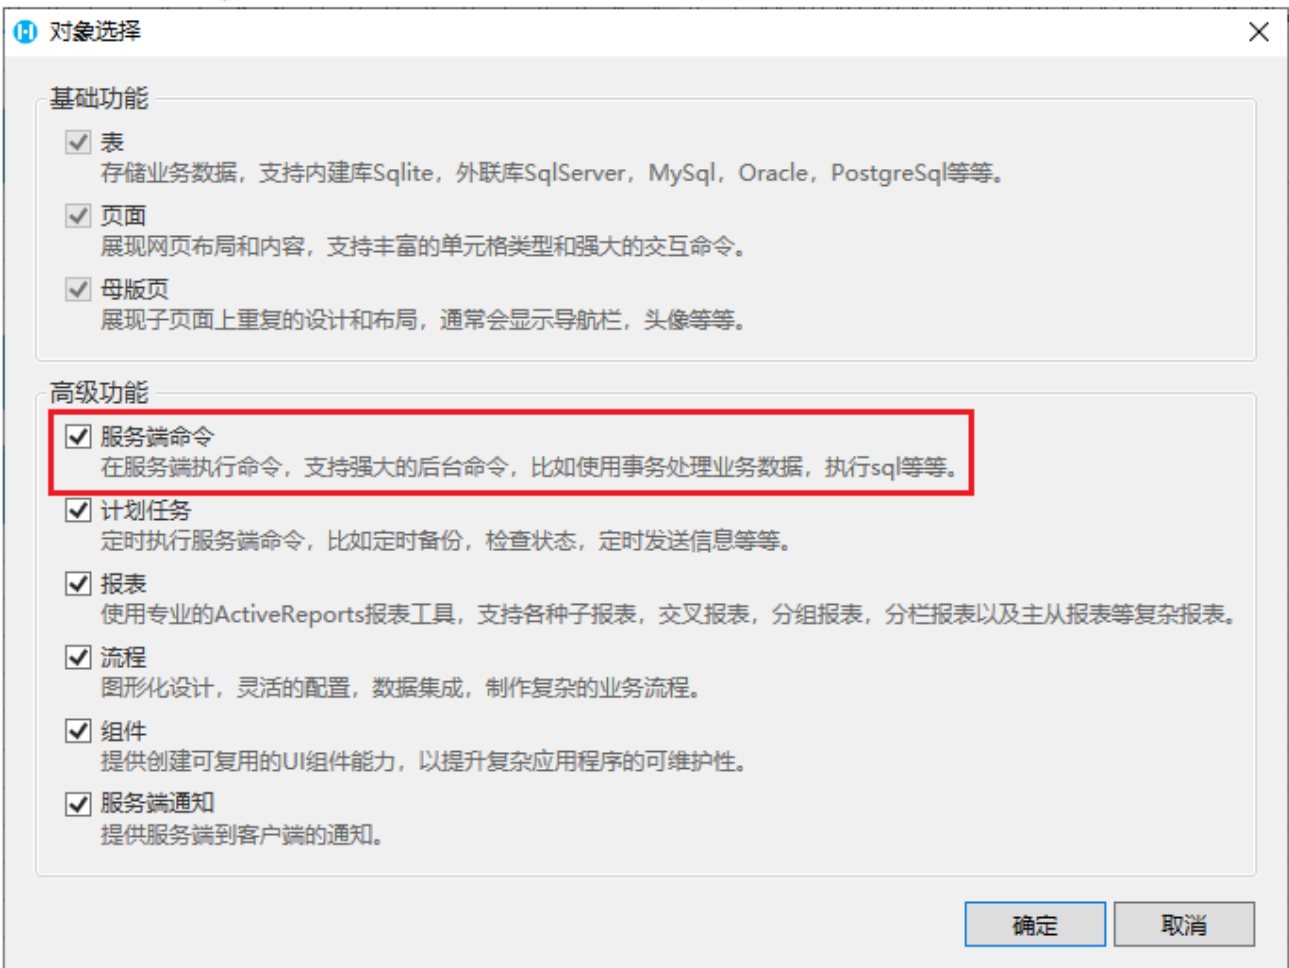 对象选择
基础功能
表
存储业务数据，支持内建库Sqlite，外联库SqlServer，MySql，Oracle，PostgreSql等等。
页面
展现网页布局和内容，支持丰富的单元格类型和强大的交互命令。
母版页
展现子页面上重复的设计和布局，通常会显示导航栏，头像等等。
高级功能
服务端命令
在服务端执行命令，支持强大的后台命令，比如使用事务处理业务数据，执行sql等等。
计划任务
定时执行服务端命令，比如定时备份，检查状态，定时发送信息等等。
报表
使用专业的ActiveReports报表工具，支持各种子报表，交叉报表，分组报表，分栏报表以及主从报表等复杂报表。
流程
图形化设计，灵活的配置，数据集成，制作复杂的业务流程。
组件
提供创建可复用的UI组件能力，以提升复杂应用程序的可维护性。
服务端通知
提供服务端到客户端的通知。
确定 取消